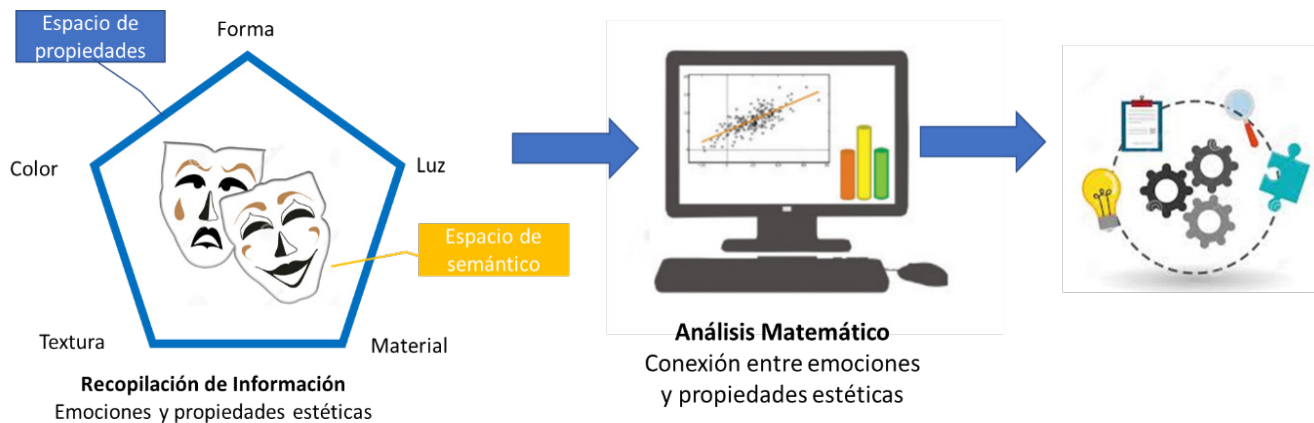 Espacio de
propiedades
Forma
Color
Luz
Espacio de
semántico
Textura
Material
Recopilación de Información
Emociones y propiedades estéticas
Análisis Matemático
Conexión entre emociones
y propiedades estéticas